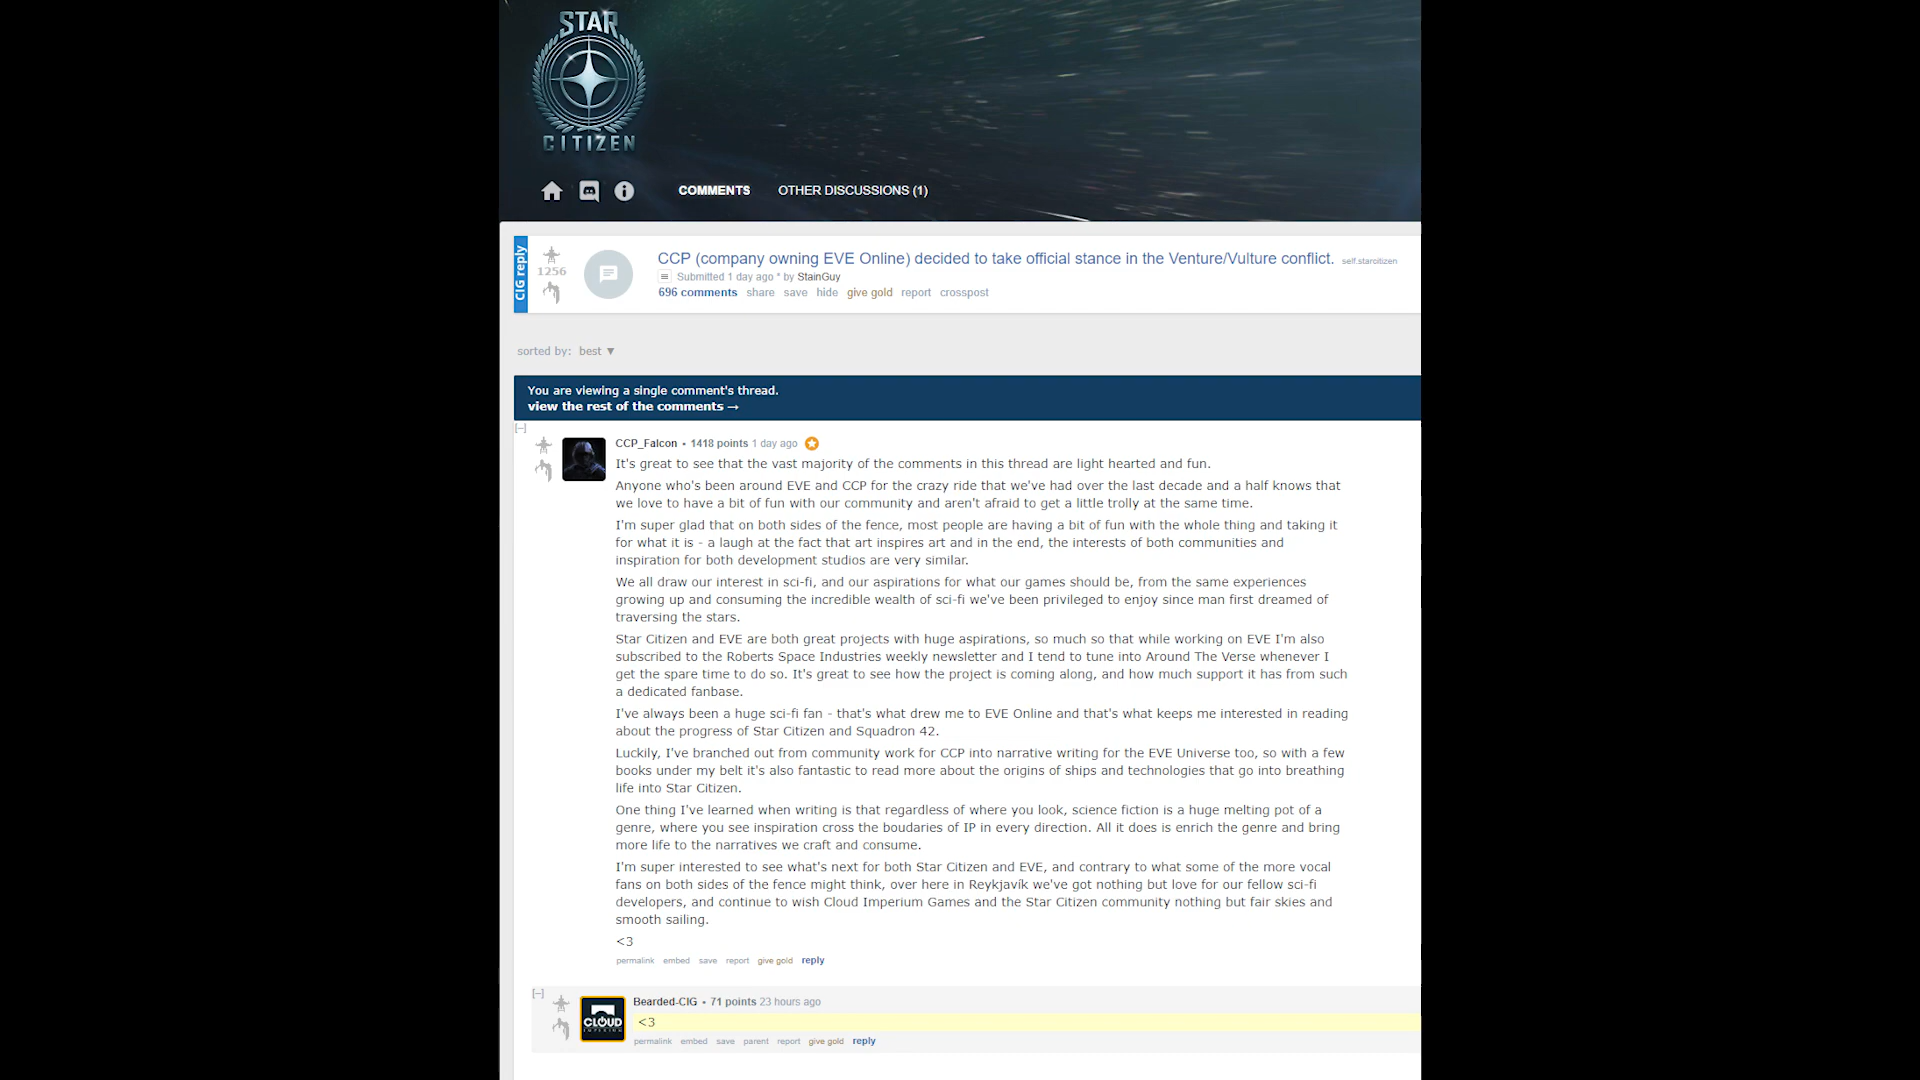 STAR
CITIZEN
COMMENTS OTHER DISCUSSIONS (1)
CIG reply
1256
CCP (company owning EVE Online) decided to take official stance in the Venture/Vulture conflict. self.starcitizen
Submitted 1 day ago * by StainGuy
696 comments share save hide give gold report crosspost
sorted by: best ▼
You are viewing a single comment's thread.
view the rest of the comments →
[–]
CCP_Falcon • 1418 points 1 day ago
It's great to see that the vast majority of the comments in this thread are light hearted and fun.
Anyone who's been around EVE and CCP for the crazy ride that we've had over the last decade and a half knows that
we love to have a bit of fun with our community and aren't afraid to get a little trolly at the same time.
I'm super glad that on both sides of the fence, most people are having a bit of fun with the whole thing and taking it
for what it is - a laugh at the fact that art inspires art and in the end, the interests of both communities and
inspiration for both development studios are very similar.
We all draw our interest in sci-fi, and our aspirations for what our games should be, from the same experiences
growing up and consuming the incredible wealth of sci-fi we've been privileged to enjoy since man first dreamed of
traversing the stars.
Star Citizen and EVE are both great projects with huge aspirations, so much so that while working on EVE I'm also
subscribed to the Roberts Space Industries weekly newsletter and I tend to tune into Around The Verse whenever I
get the spare time to do so. It's great to see how the project is coming along, and how much support it has from such
a dedicated fanbase.
I've always been a huge sci-fi fan - that's what drew me to EVE Online and that's what keeps me interested in reading
about the progress of Star Citizen and Squadron 42.
Luckily, I've branched out from community work for CCP into narrative writing for the EVE Universe too, so with a few
books under my belt it's also fantastic to read more about the origins of ships and technologies that go into breathing
life into Star Citizen.
One thing I've learned when writing is that regardless of where you look, science fiction is a huge melting pot of a
genre, where you see inspiration cross the boudaries of IP in every direction. All it does is enrich the genre and bring
more life to the narratives we craft and consume.
I'm super interested to see what's next for both Star Citizen and EVE, and contrary to what some of the more vocal
fans on both sides of the fence might think, over here in Reykjavík we've got nothing but love for our fellow sci-fi
developers, and continue to wish Cloud Imperium Games and the Star Citizen community nothing but fair skies and
smooth sailing.
<3
permalink embed save report give gold reply
[–]
Bearded-CIG • 71 points 23 hours ago
CLOUD
IMPERIUM
<3
permalink embed save parent report give gold reply